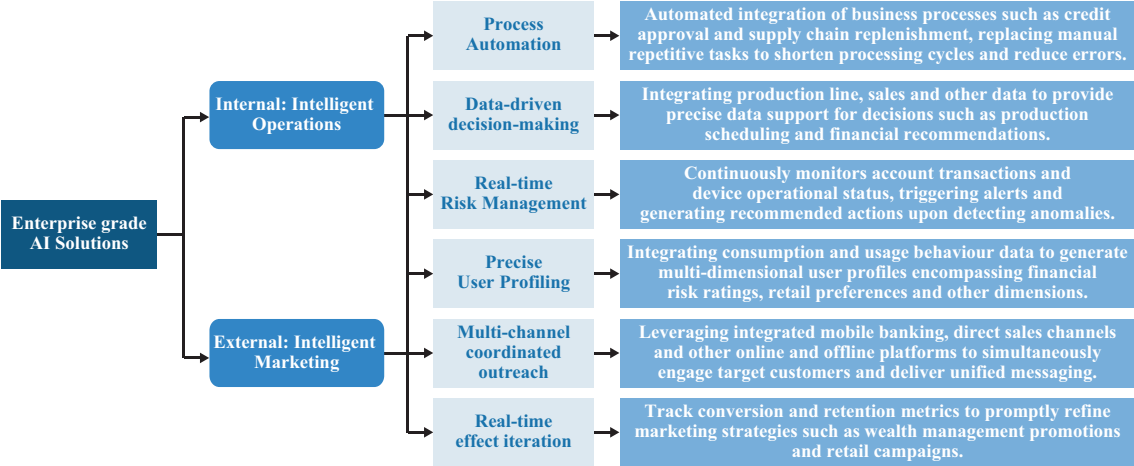 Enterprise grade
AI Solutions
Internal: Intelligent
Operations
Process
Automation
Automated integration of business processes such as credit
approval and supply chain replenishment, replacing manual
repetitive tasks to shorten processing cycles and reduce errors.
Data-driven
decision-making
Integrating production line, sales and other data to provide
precise data support for decisions such as production
scheduling and financial recommendations.
Real-time
Risk Management
Continuously monitors account transactions and
device operational status, triggering alerts and
generating recommended actions upon detecting anomalies.
External: Intelligent
Marketing
Precise
User Profiling
Integrating consumption and usage behaviour data to generate
multi-dimensional user profiles encompassing financial
risk ratings, retail preferences and other dimensions.
Multi-channel
coordinated
outreach
Leveraging integrated mobile banking, direct sales channels
and other online and offline platforms to simultaneously
engage target customers and deliver unified messaging.
Real-time
effect iteration
Track conversion and retention metrics to promptly refine
marketing strategies such as wealth management promotions
and retail campaigns.